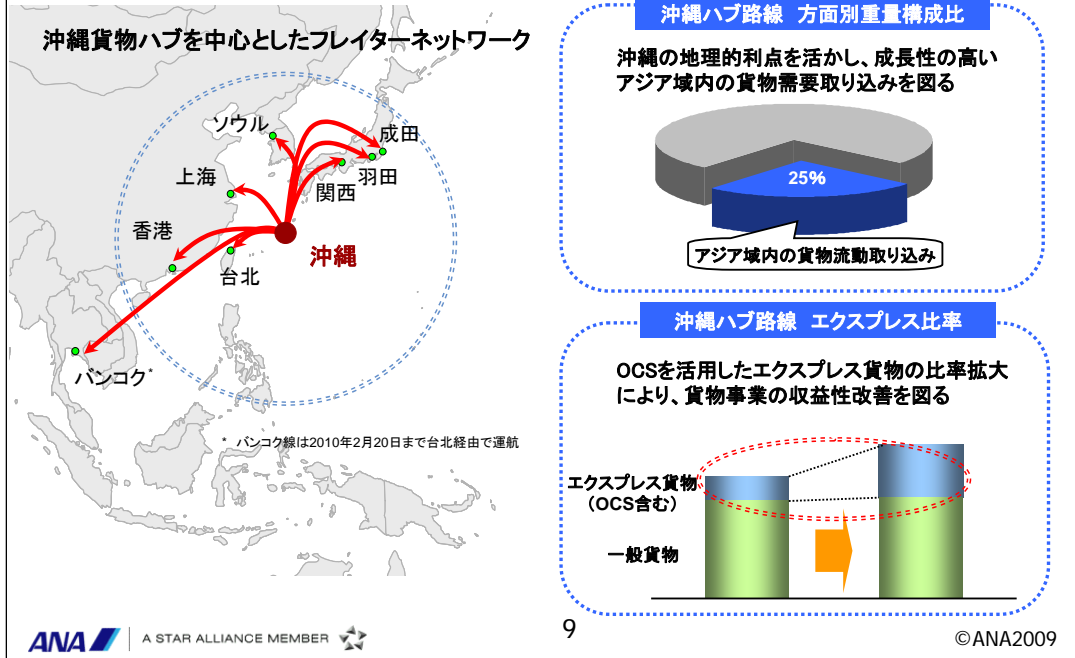 沖縄貨物ハブを中心としたフレイターネットワーク
ソウル
成田
羽田
関西
上海
香港
沖縄
台北
バンコク*
* バンコク線は2010年2月20日まで台北経由で運航
沖縄ハブ路線 方面別重量構成比
沖縄の地理的利点を活かし、成長性の高い
アジア域内の貨物需要取り込みを図る
25%
アジア域内の貨物流動取り込み
沖縄ハブ路線 エクスプレス比率
OCSを活用したエクスプレス貨物の比率拡大
により、貨物事業の収益性改善を図る
エクスプレス貨物
（OCS含む）
一般貨物
ANA
A STAR ALLIANCE MEMBER
9
©ANA2009